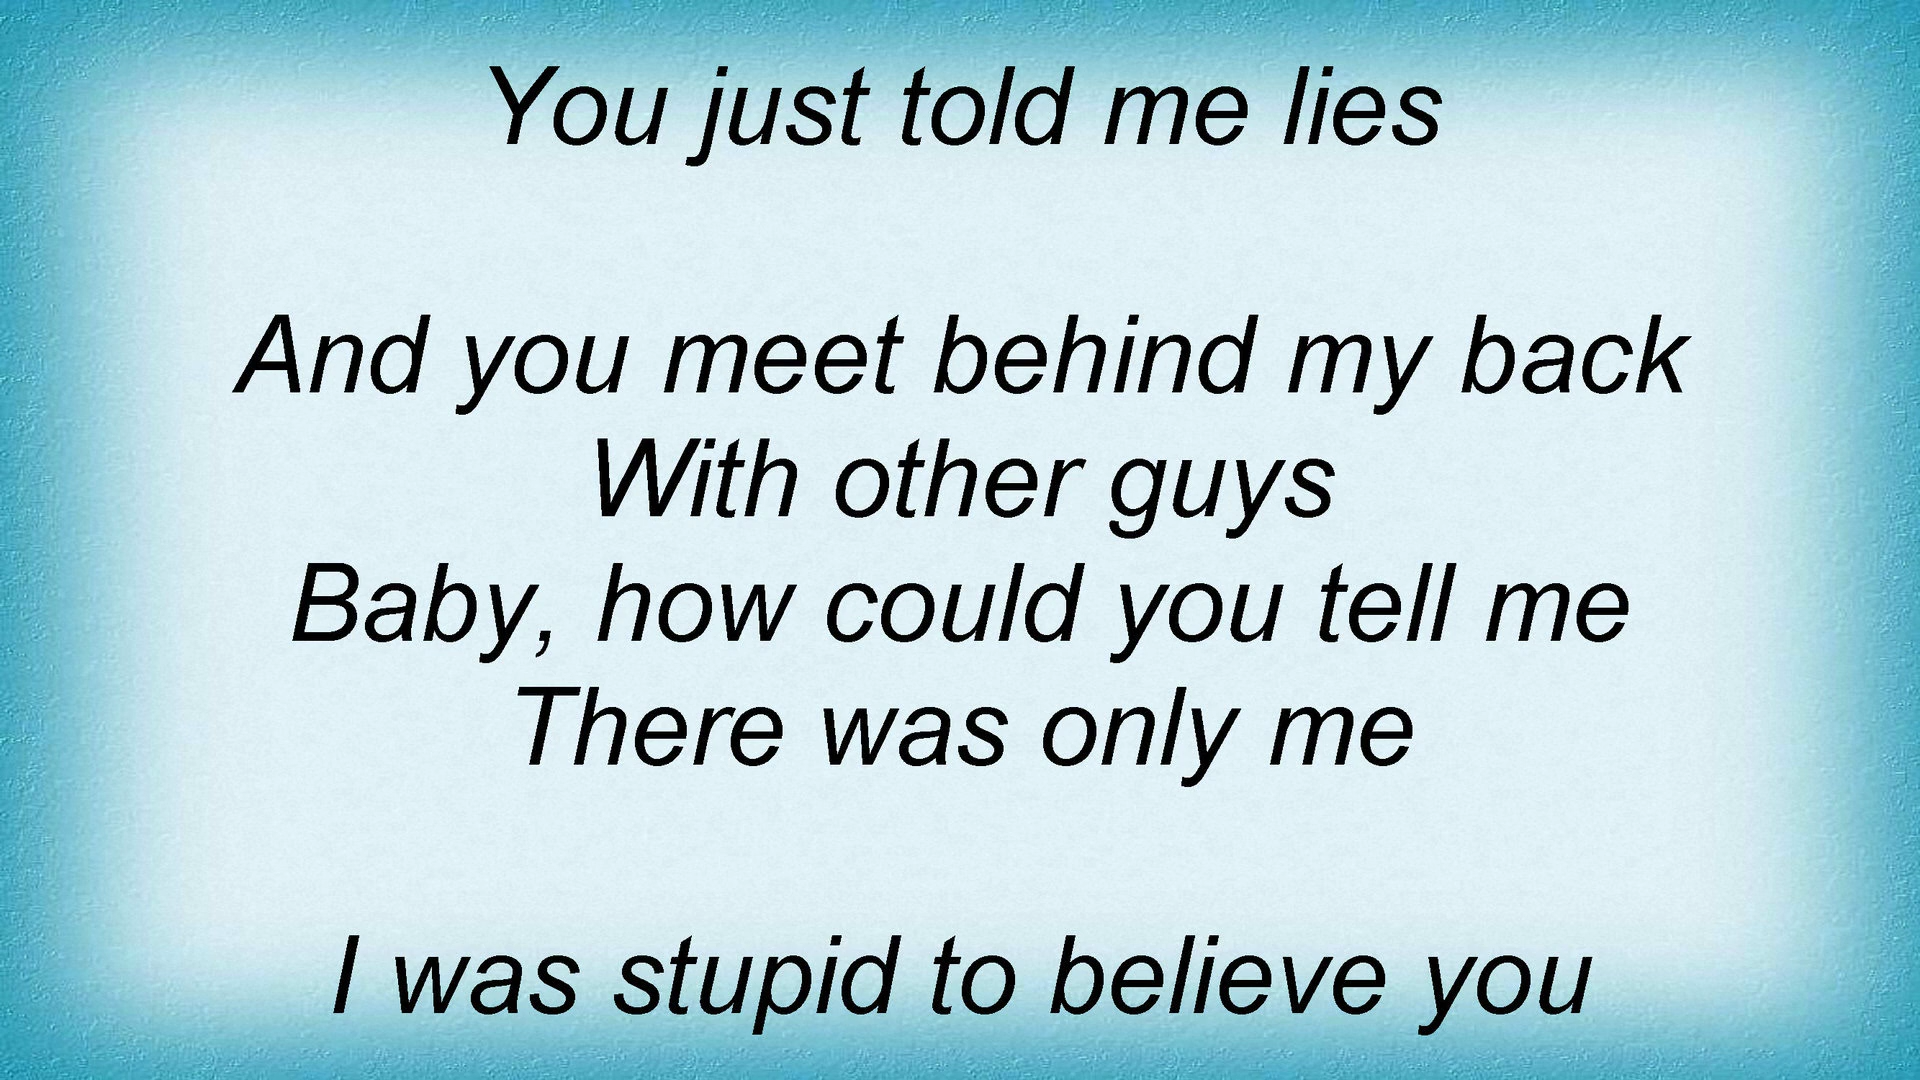 You just told me lies
And you meet behind my back
With other guys
Baby, how could you tell me
There was only me
I was stupid to believe you